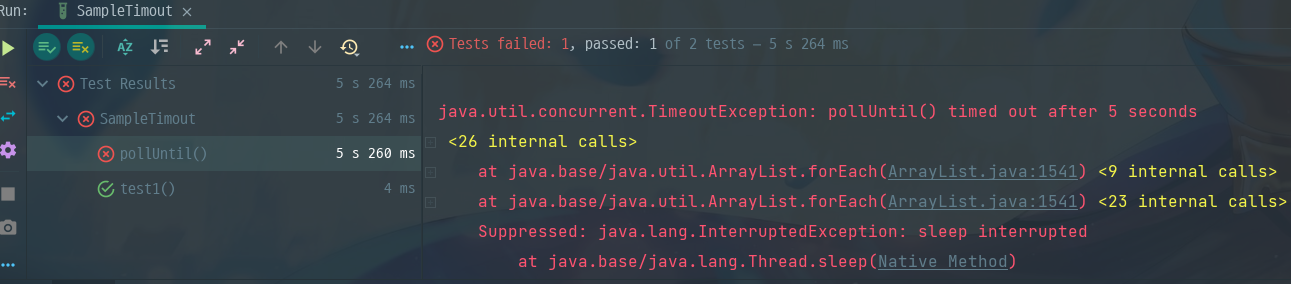 Run: SampleTimout ×
Tests failed: 1, passed: 1 of 2 tests – 5 s 264 ms
Test Results 5 s 264 ms
SampleTimout 5 s 264 ms
pollUntil() 5 s 260 ms
test1() 4 ms
java.util.concurrent.TimeoutException: pollUntil() timed out after 5 seconds
<26 internal calls>
at java.base/java.util.ArrayList.forEach(ArrayList.java:1541) <9 internal calls>
at java.base/java.util.ArrayList.forEach(ArrayList.java:1541) <23 internal calls>
Suppressed: java.lang.InterruptedException: sleep interrupted
at java.base/java.lang.Thread.sleep(Native Method)